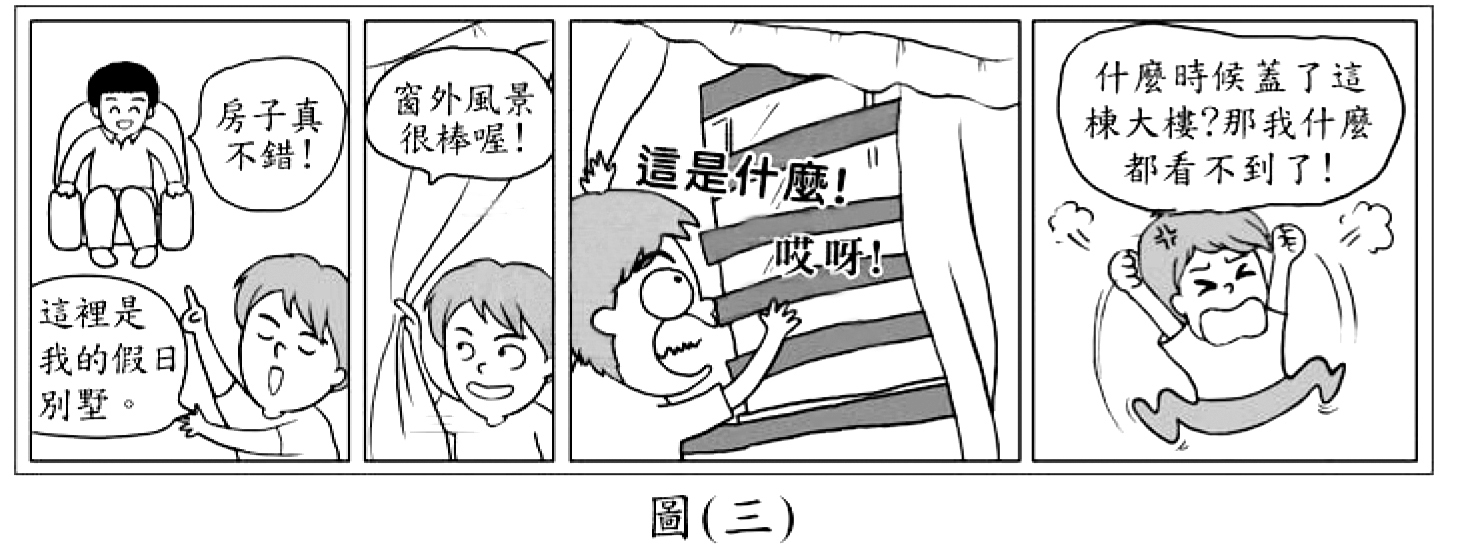 房子真
不錯!
這裡是
我的假日
別墅。
窗外風景
很棒喔!
這是什麼!
哎呀!
什麼時候蓋了這
棟大樓?那我什麼
都看不到了!
圖(三)